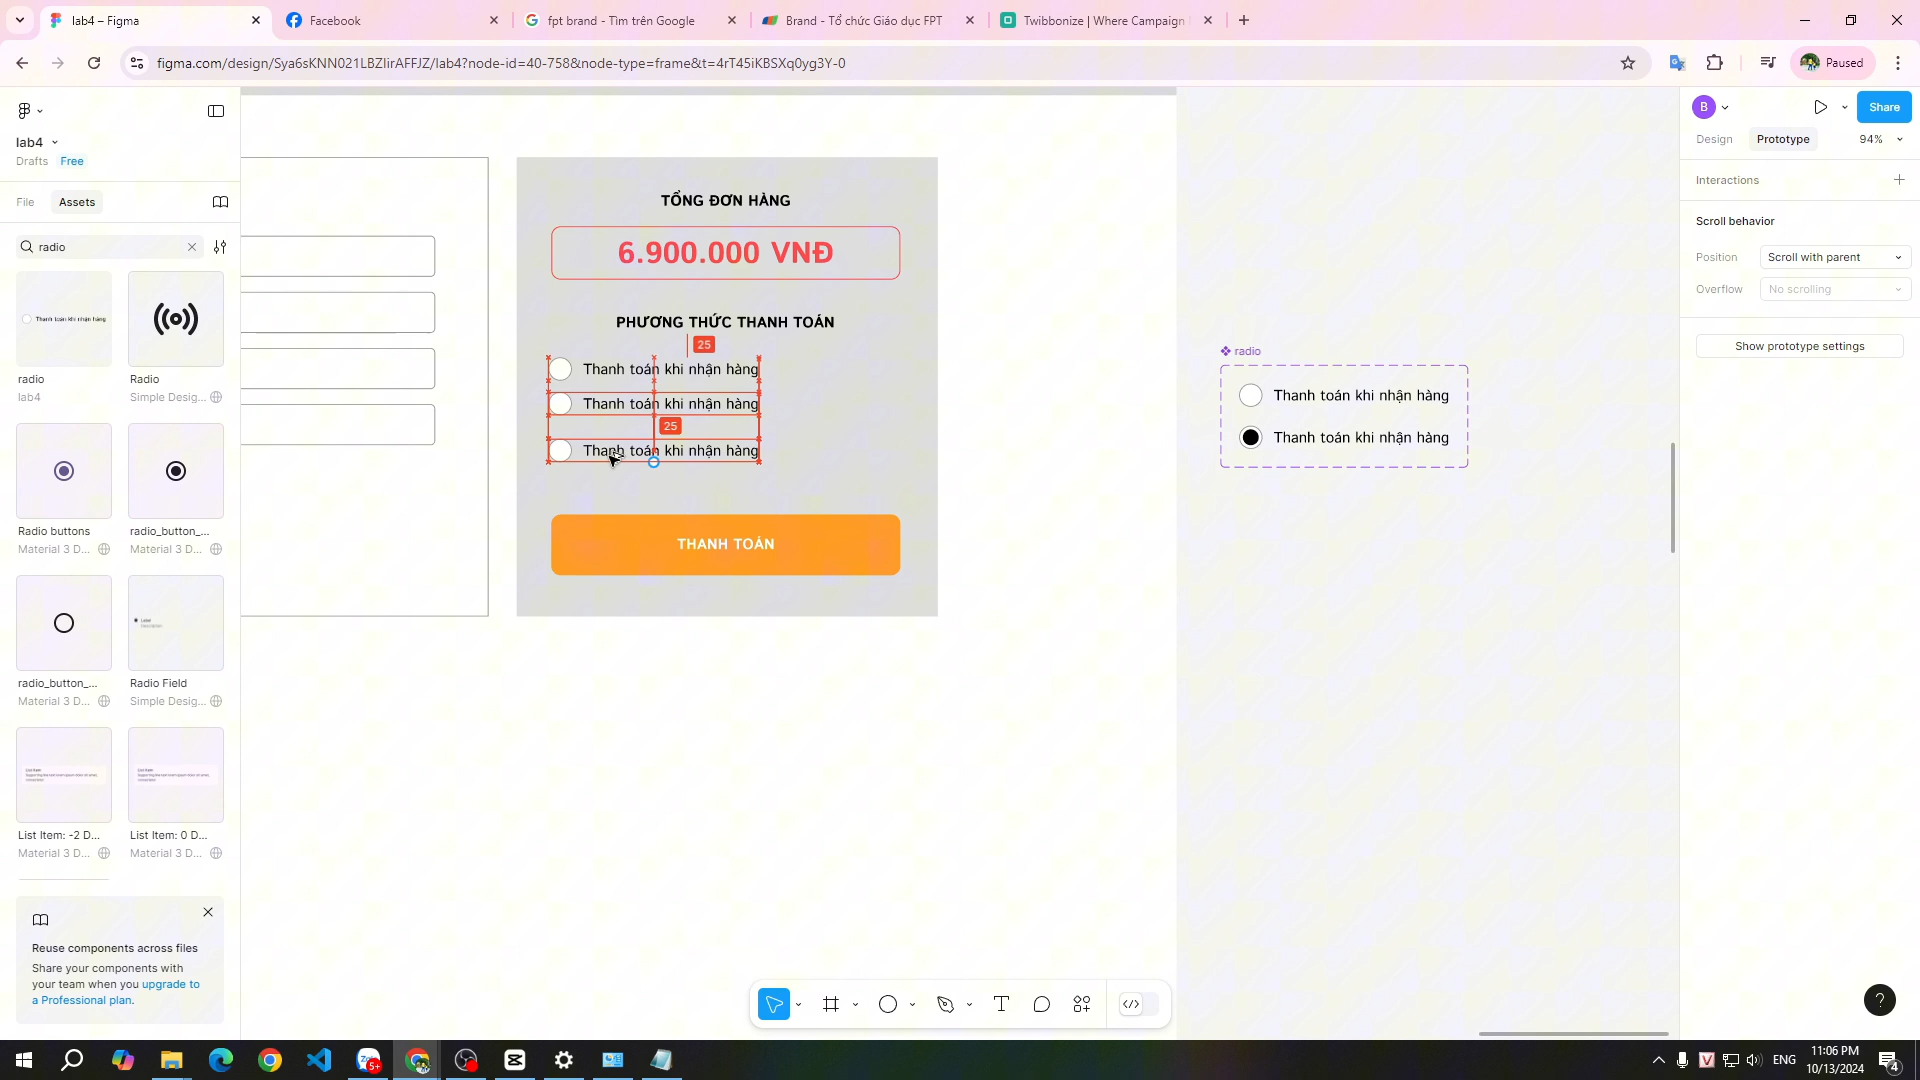 lab4 – Figma
Facebook
fpt brand - Tìm trên Google
Brand - Tổ chức Giáo dục FPT
Twibbonize | Where Campaign
figma.com/design/Sya6sKNN021LBZlirAFFJZ/lab4?node-id=40-758&node-type=frame&t=4rT45iKBSXq0yg3Y-0
Paused
lab4
Drafts
Free
File
Assets
radio
radio
lab4
Radio
Simple Desig...
Radio buttons
Material 3 D...
radio_button_...
Material 3 D...
radio_button_...
Material 3 D...
Radio Field
Simple Desig...
List Item: -2 D...
Material 3 D...
List Item: 0 D...
Material 3 D...
Reuse components across files
Share your components with
your team when you upgrade to
a Professional plan.
TỔNG ĐƠN HÀNG
6.900.000 VNĐ
PHƯƠNG THỨC THANH TOÁN
25
Thanh toán khi nhận hàng
Thanh toán khi nhận hàng
25
Thanh toán khi nhận hàng
THANH TOÁN
radio
Thanh toán khi nhận hàng
Thanh toán khi nhận hàng
B
Share
Design
Prototype
94%
Interactions
Scroll behavior
Position
Scroll with parent
Overflow
No scrolling
Show prototype settings
?
5+
V
ENG
11:06 PM
10/13/2024
4